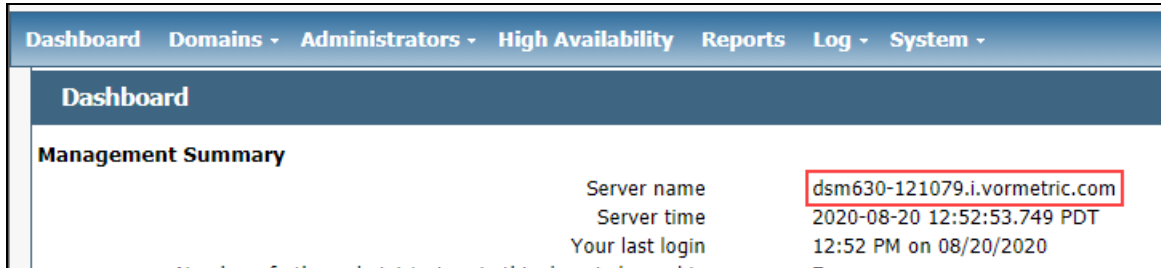 Dashboard Domains Administrators High Availability Reports Log System
Dashboard
Management Summary
Server name dsm630-121079.i.vormetric.com
Server time 2020-08-20 12:52:53.749 PDT
Your last login 12:52 PM on 08/20/2020